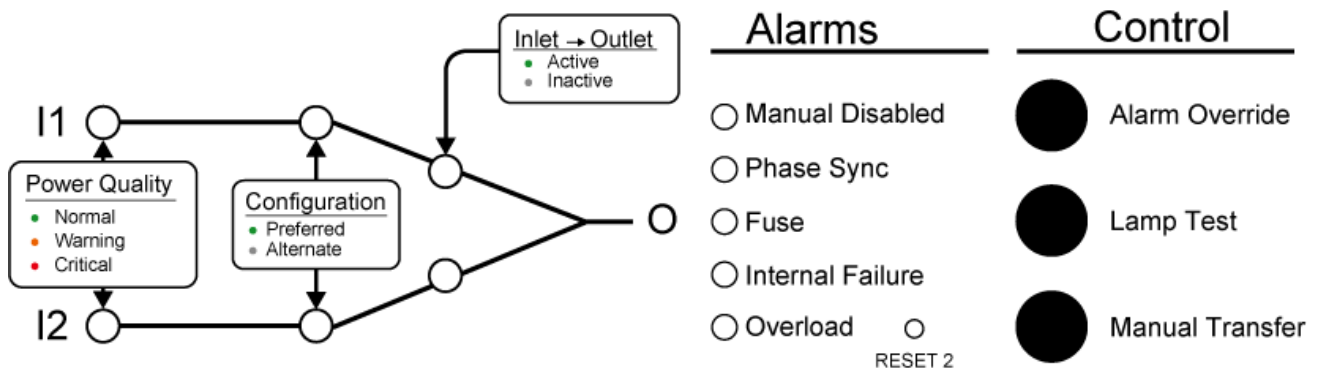 I1
Power Quality
Normal
Warning
Critical
I2
Configuration
Preferred
Alternate
Inlet → Outlet
Active
Inactive
O
Alarms
Manual Disabled
Phase Sync
Fuse
Internal Failure
Overload
RESET 2
Control
Alarm Override
Lamp Test
Manual Transfer